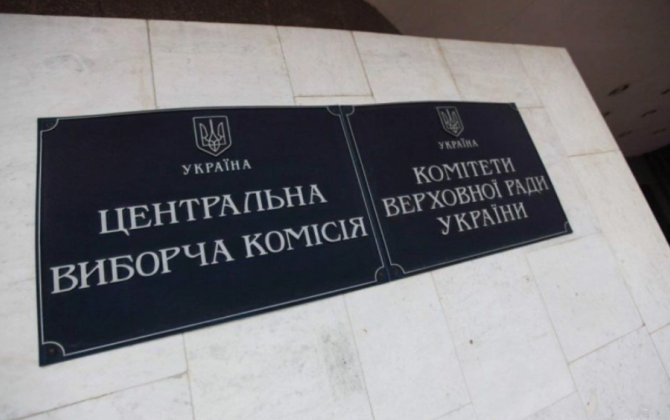 УКРАЇНА
ЦЕНТРАЛЬНА
ВИБОРЧА КОМІСІЯ
УКРАЇНА
КОМІТЕТИ
ВЕРХОВНОЇ РАДИ
УКРАЇНИ